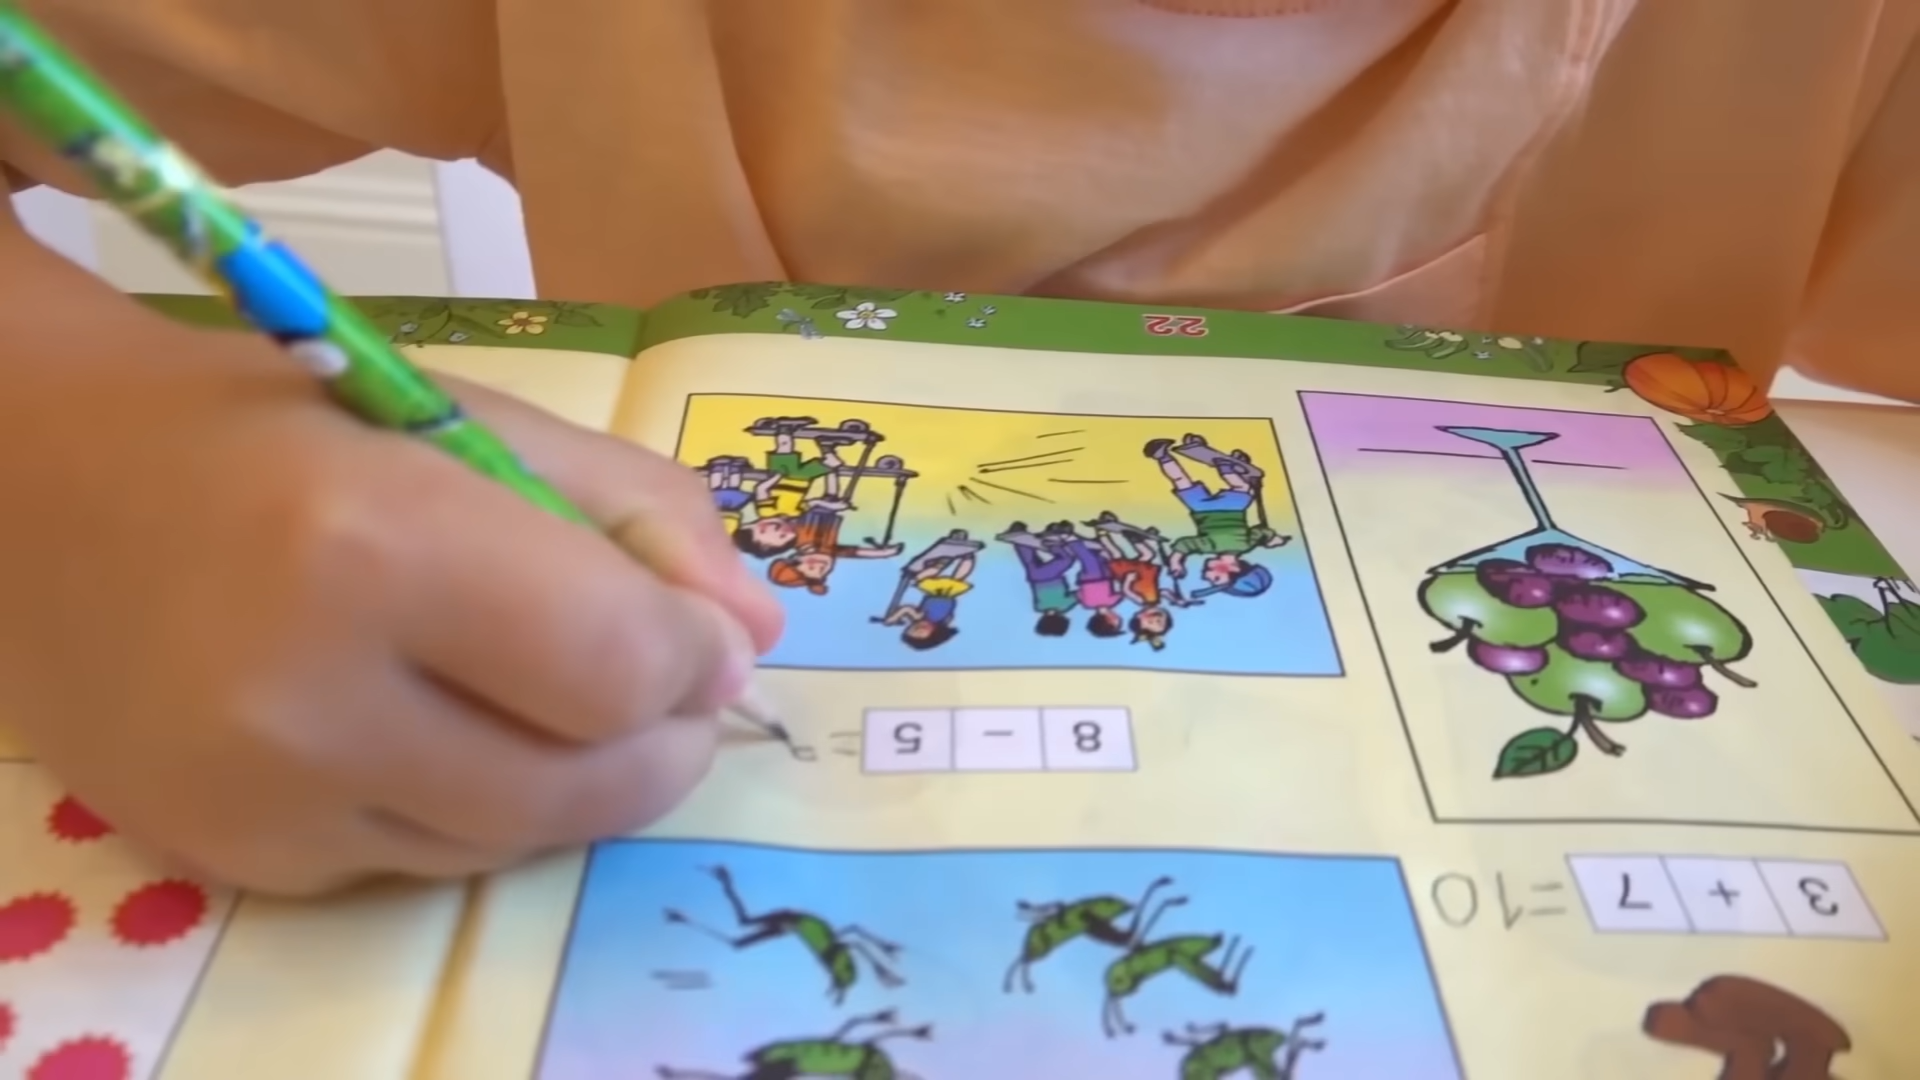 3 + 7 =10
8 - 5 =
22